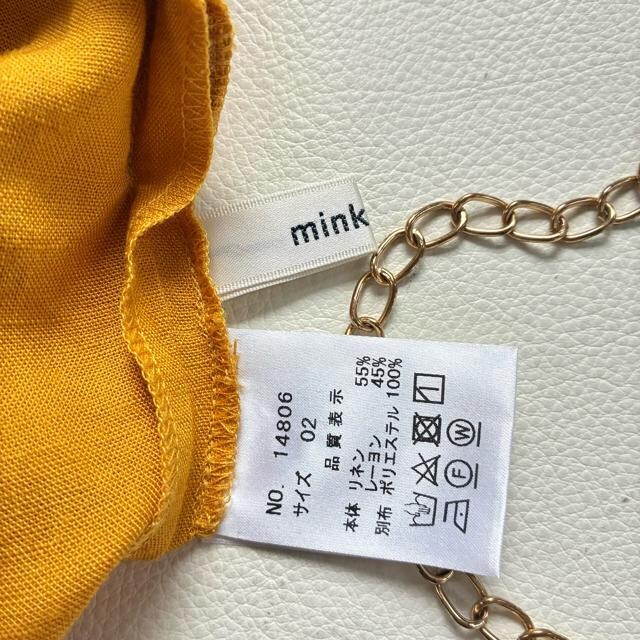 mink
NO. 14806
サイズ 02
品質表示
本体 リネン 55%
レーヨン 45%
別布 ポリエステル 100%
F W